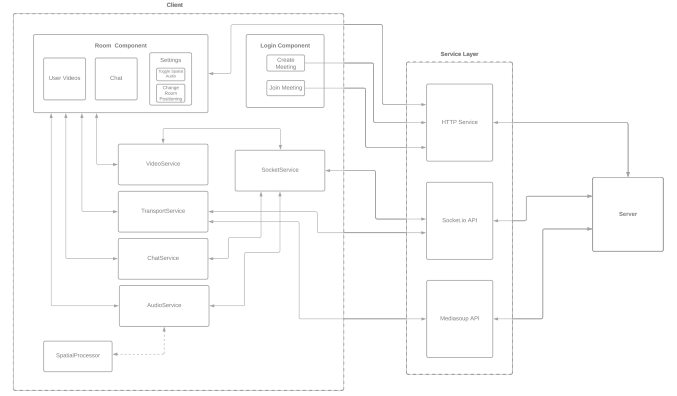 Client
Room Component
User Videos
Chat
Settings
Toggle Spatial
Audio
Change
Room
Positioning
Login Component
Create
Meeting
Join Meeting
Service Layer
HTTP Service
VideoService
SocketService
TransportService
Socket.io API
Server
ChatService
AudioService
Mediasoup API
SpatialProcessor